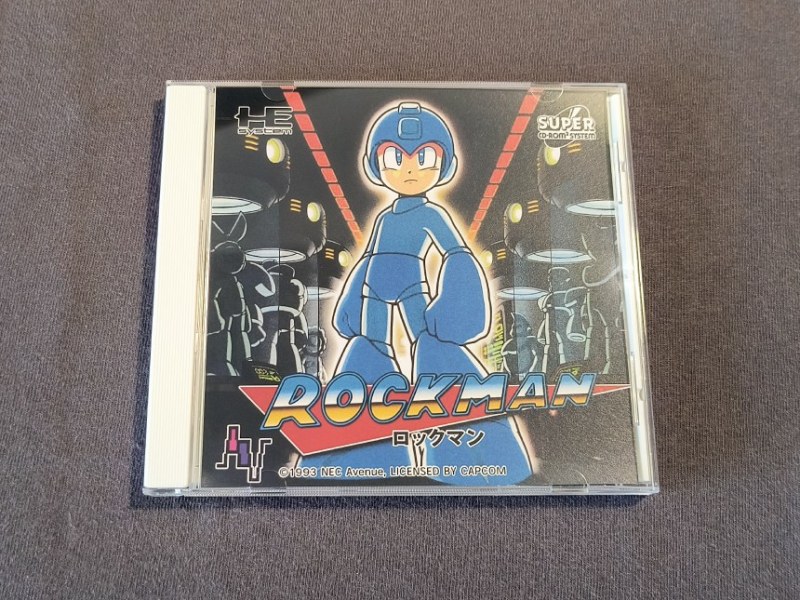 HE
system
SUPER
CD-ROM² SYSTEM
ROCKMAN
ロックマン
©1993 NEC Avenue, LICENSED BY CAPCOM